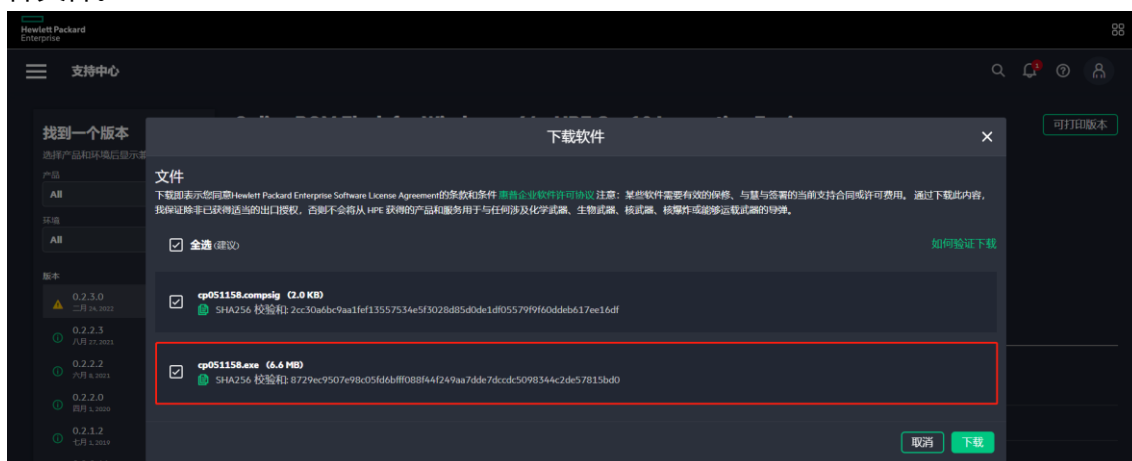 Hewlett Packard
Enterprise
支持中心
1
找到一个版本
可打印版本
选择产品和环境后显示兼
产品
All
环境
All
版本
0.2.3.0
二月 24, 2022
0.2.2.3
八月 27, 2021
0.2.2.2
六月 8, 2021
0.2.2.0
四月 1, 2020
0.2.1.2
七月 1, 2019
下载软件
文件
下载即表示您同意Hewlett Packard Enterprise Software License Agreement的条款和条件 惠普企业软件许可协议 注意：某些软件需要有效的保修、与慧与签署的当前支持合同或许可费用。 通过下载此内容，
我保证除非已获得适当的出口授权，否则不会将从 HPE 获得的产品和服务用于与任何涉及化学武器、生物武器、核武器、核爆炸或能够运载武器的导弹。
全选 (建议)
如何验证下载
cp051158.compsig （2.0 KB)
SHA256 校验和: 2cc30a6bc9aa1fef13557534e5f3028d85d0de1df05579f9f60ddeb617ee16df
cp051158.exe （6.6 MB)
SHA256 校验和: 8729ec9507e98c05fd6bfff088f44f249aa7dde7dccdc5098344c2de57815bd0
取消
下载